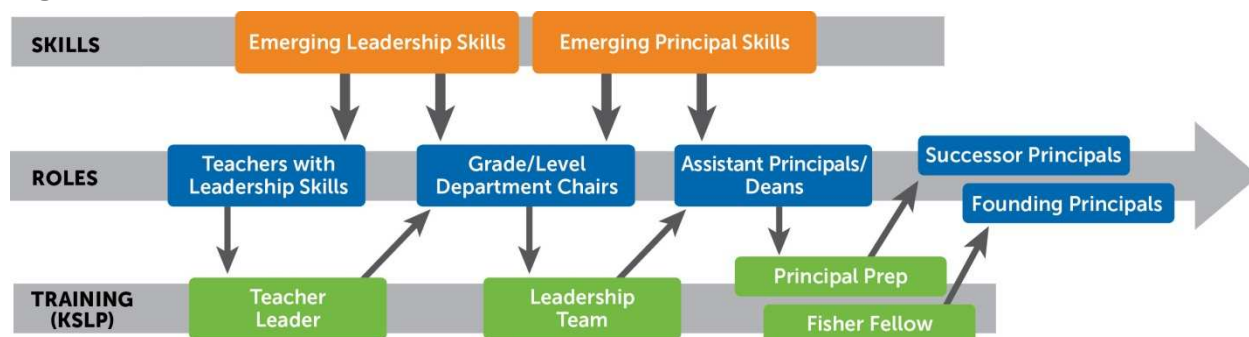 SKILLS
Emerging Leadership Skills
Emerging Principal Skills
ROLES
Teachers with
Leadership Skills
Grade/Level
Department Chairs
Assistant Principals/
Deans
Successor Principals
Founding Principals
TRAINING
(KSLP)
Teacher
Leader
Leadership
Team
Principal Prep
Fisher Fellow